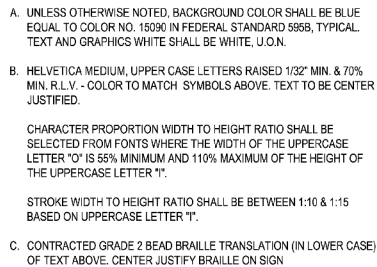 A. UNLESS OTHERWISE NOTED, BACKGROUND COLOR SHALL BE BLUE
EQUAL TO COLOR NO. 15090 IN FEDERAL STANDARD 595B, TYPICAL.
TEXT AND GRAPHICS WHITE SHALL BE WHITE, U.O.N.
B. HELVETICA MEDIUM, UPPER CASE LETTERS RAISED 1/32" MIN. & 70%
MIN. R.L.V. - COLOR TO MATCH SYMBOLS ABOVE. TEXT TO BE CENTER
JUSTIFIED.
CHARACTER PROPORTION WIDTH TO HEIGHT RATIO SHALL BE
SELECTED FROM FONTS WHERE THE WIDTH OF THE UPPERCASE
LETTER "O" IS 55% MINIMUM AND 110% MAXIMUM OF THE HEIGHT OF
THE UPPERCASE LETTER "I".
STROKE WIDTH TO HEIGHT RATIO SHALL BE BETWEEN 1:10 & 1:15
BASED ON UPPERCASE LETTER "I".
C. CONTRACTED GRADE 2 BEAD BRAILLE TRANSLATION (IN LOWER CASE)
OF TEXT ABOVE. CENTER JUSTIFY BRAILLE ON SIGN